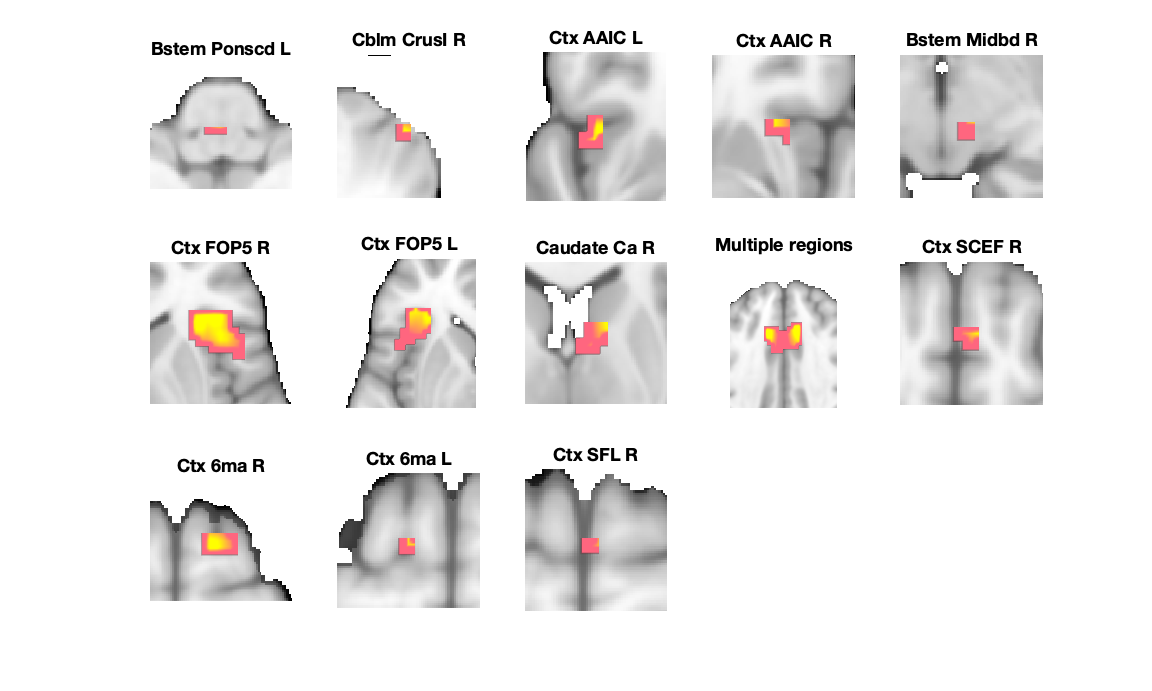 Bstem Ponscd L
Cblm CrusI R
Ctx AAIC L
Ctx AAIC R
Bstem Midbd R
Ctx FOP5 R
Ctx FOP5 L
Caudate Ca R
Multiple regions
Ctx SCEF R
Ctx 6ma R
Ctx 6ma L
Ctx SFL R